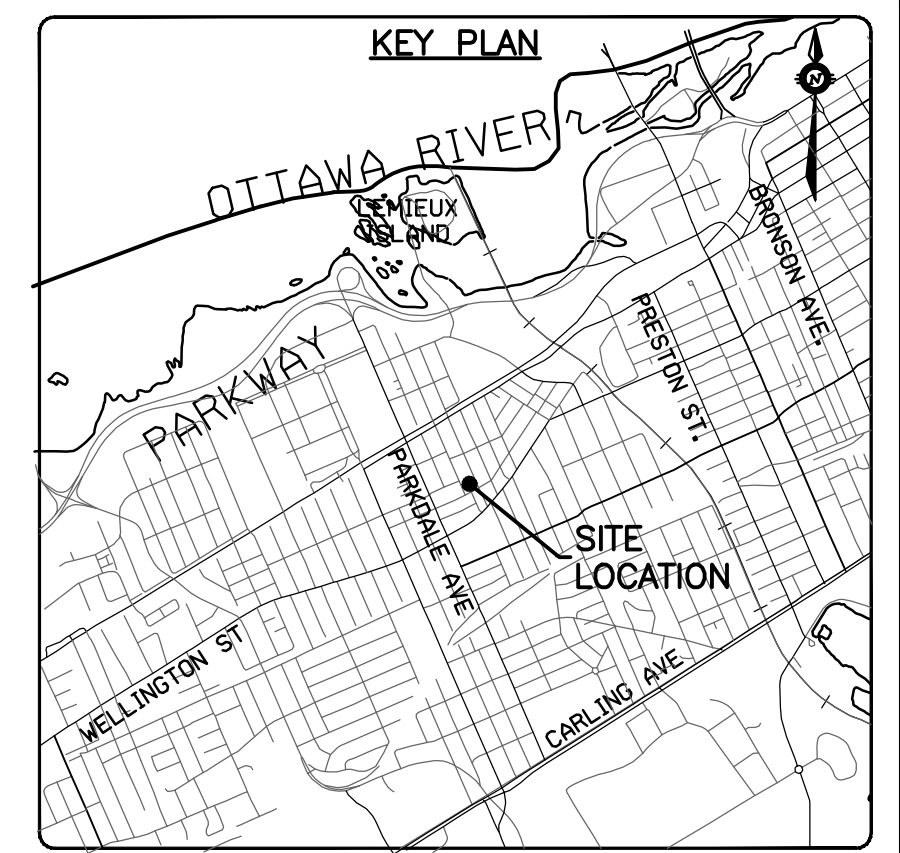 KEY PLAN
N
OTTAWA RIVER
LEMIEUX
ISLAND
BRONSON AVE.
PRESTON ST.
PARKWAY
PARKDALE AVE
SITE
LOCATION
WELLINGTON ST
CARLING AVE